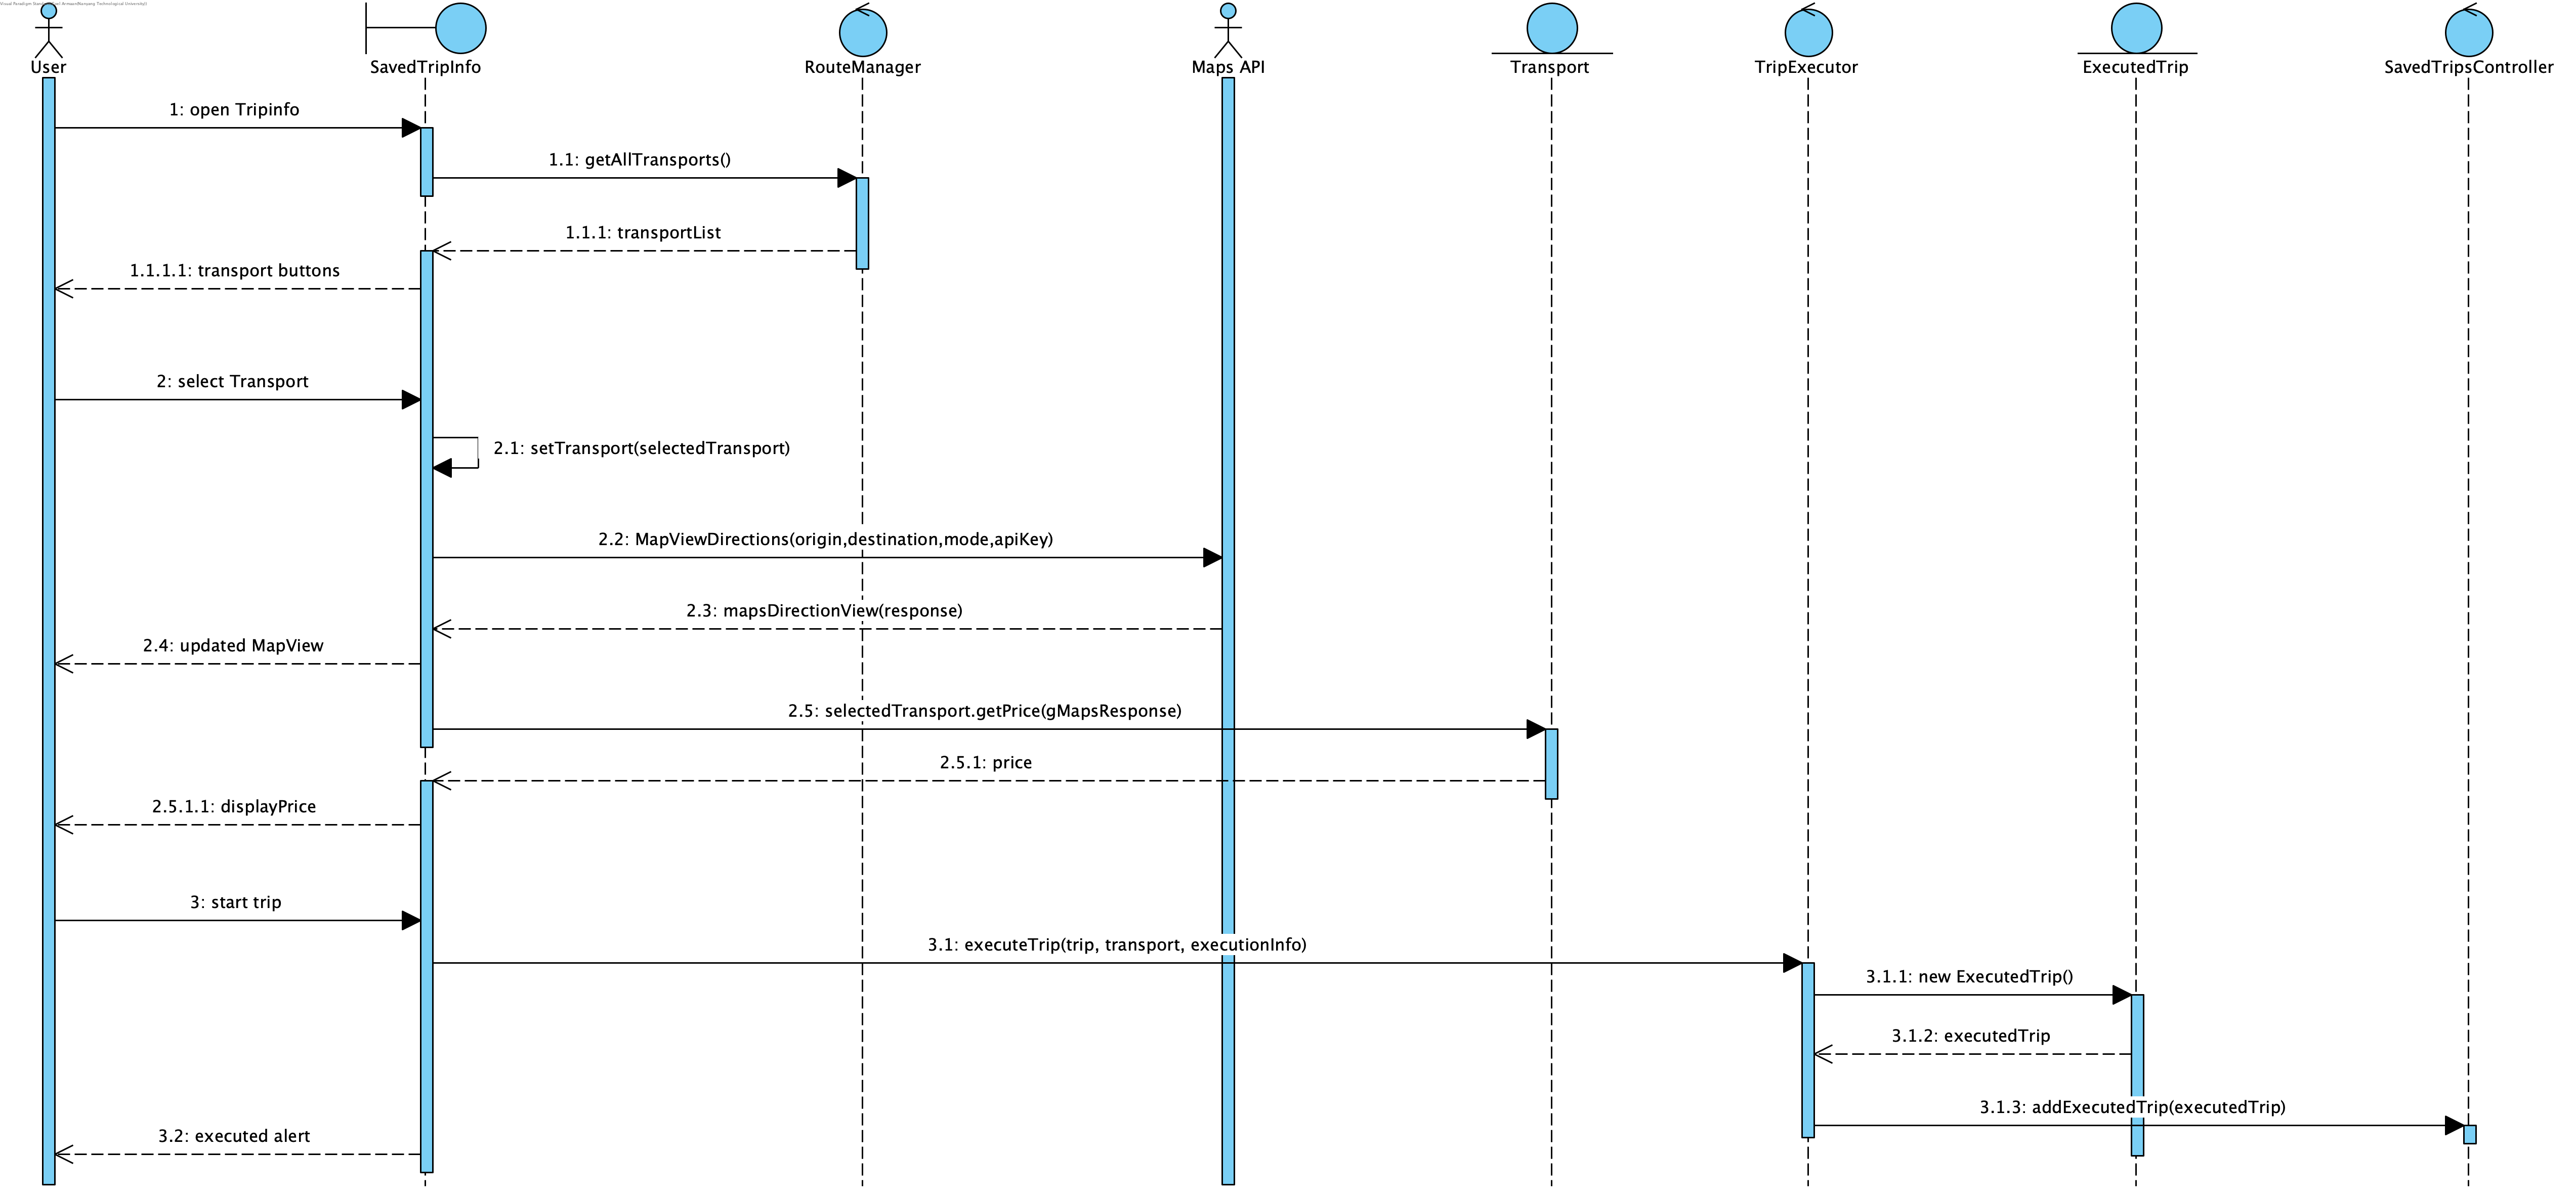 User
SavedTripInfo
RouteManager
Maps API
Transport
TripExecutor
ExecutedTrip
SavedTripsController
1: open Tripinfo
1.1: getAllTransports()
1.1.1: transportList
1.1.1.1: transport buttons
2: select Transport
2.1: setTransport(selectedTransport)
2.2: MapViewDirections(origin,destination,mode,apiKey)
2.3: mapsDirectionView(response)
2.4: updated MapView
2.5: selectedTransport.getPrice(gMapsResponse)
2.5.1: price
2.5.1.1: displayPrice
3: start trip
3.1: executeTrip(trip, transport, executionInfo)
3.1.1: new ExecutedTrip()
3.1.2: executedTrip
3.1.3: addExecutedTrip(executedTrip)
3.2: executed alert